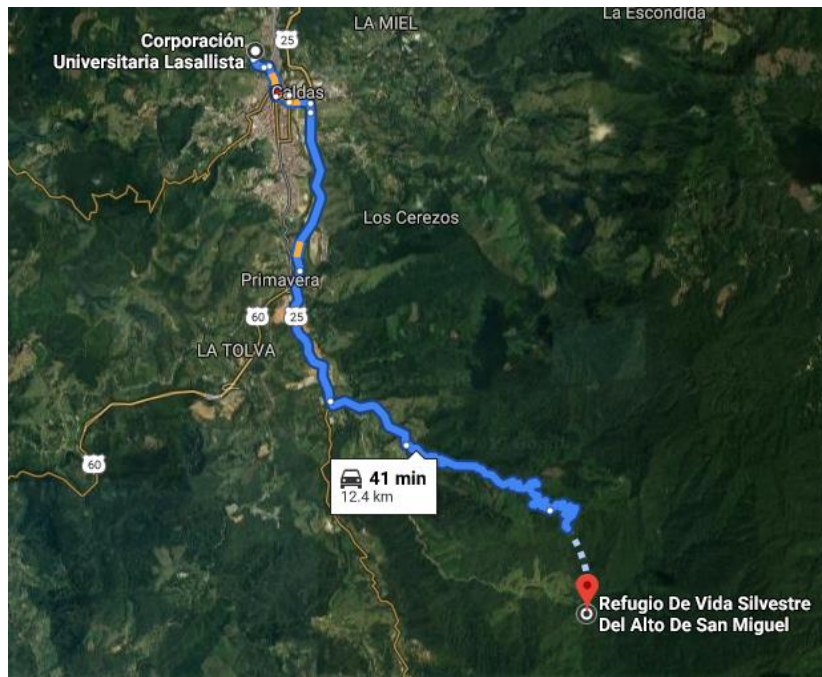 La Escondida
LA MIEL
25
Corporación
Universitaria Lasallista
Caldas
Los Cerezos
Primavera
60
25
LA TOLVA
60
41 min
12.4 km
Refugio De Vida Silvestre
Del Alto De San Miguel